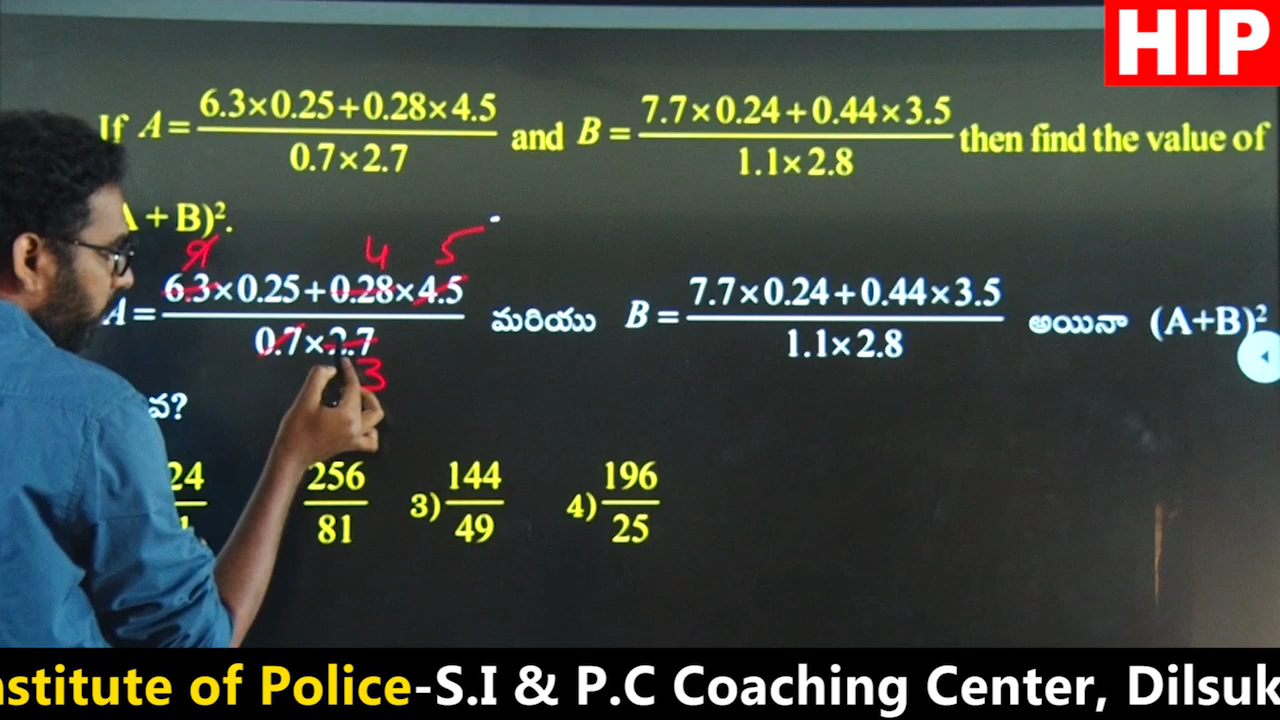 HIP
If A = 6.3×0.25+0.28×4.5 / 0.7×2.7 and B = 7.7×0.24+0.44×3.5 / 1.1×2.8 then find the value of
+ B)².
9 4 5
A = 6.3×0.25+0.28×4.5 / 0.7×2.7 మరియు B = 7.7×0.24+0.44×3.5 / 1.1×2.8 అయినా (A+B)²
3
256/81 3) 144/49 4) 196/25
of Police-S.I & P.C Coaching Center,